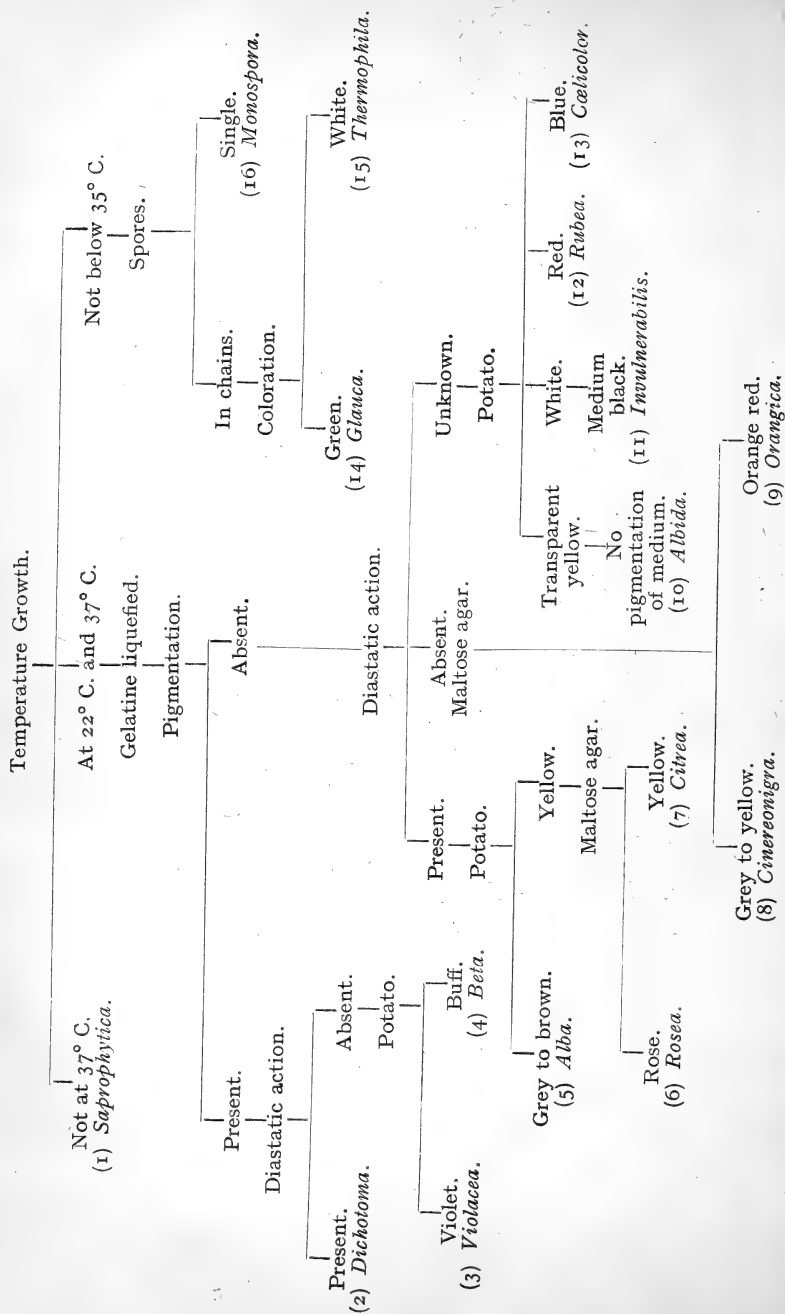 Temperature Growth.
Not at 37° C.
(1) Saprophytica.
At 22° C. and 37° C.
Gelatine liquefied.
Pigmentation.
Not below 35° C.
Spores.
Present.
Diastatic action.
Absent.
In chains.
Coloration.
Single.
(16) Monospora.
Present.
(2) Dichotoma.
Absent.
Potato.
Green.
(14) Glauca.
White.
(15) Thermophila.
Violet.
(3) Violacea.
Buff.
(4) Beta.
Diastatic action.
Present.
Potato.
Absent.
Maltose agar.
Unknown.
Potato.
Grey to brown.
(5) Alba.
Yellow.
Maltose agar.
Transparent
yellow.
No
pigmentation
of medium.
(10) Albida.
White.
Medium
black.
(11) Invulnerabilis.
Red.
(12) Rubea.
Blue.
(13) Cœlicolor.
Rose.
(6) Rosea.
Yellow.
(7) Citrea.
Grey to yellow.
(8) Cinereonigra.
Orange red.
(9) Orangica.